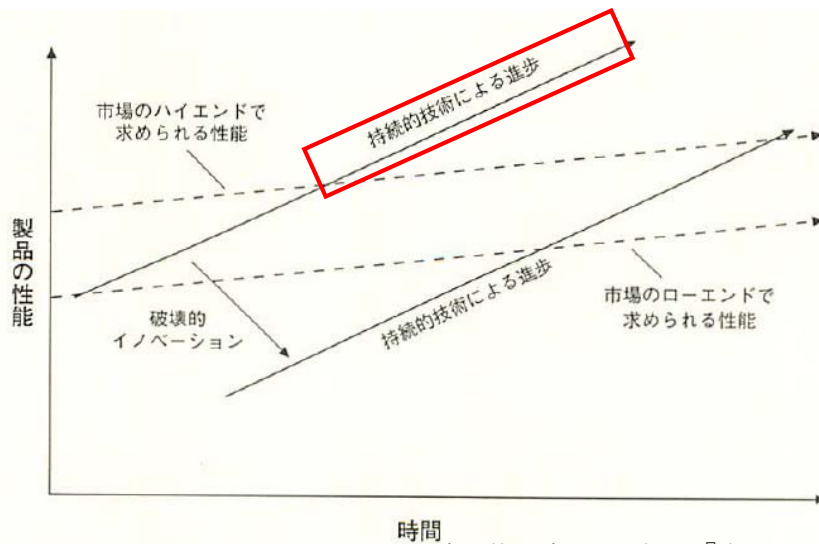 持続的技術による進歩
市場のハイエンドで
求められる性能
製品の性能
破壊的
イノベーション
持続的技術による進歩
市場のローエンドで
求められる性能
時間